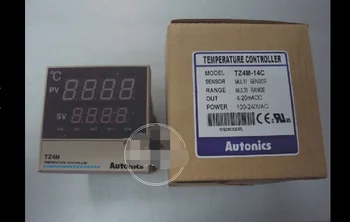 °C
PV
SV
TZ4M
TEMPERATURE CONTROLLER
Autonics
TEMPERATURE CONTROLLER
MODEL : TZ4M-14C
SENSOR : MULTI SENSOR
RANGE : MULTI RANGE
OUT : 4-20mADC
POWER : 100-240VAC
Autonics